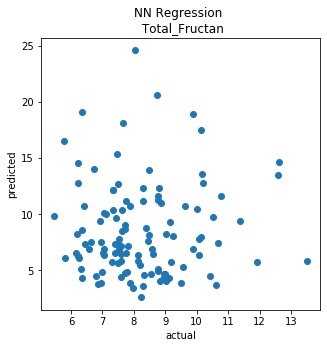 NN Regression
Total_Fructan
25
20
15
10
5
predicted
6 7 8 9 10 11 12 13
actual